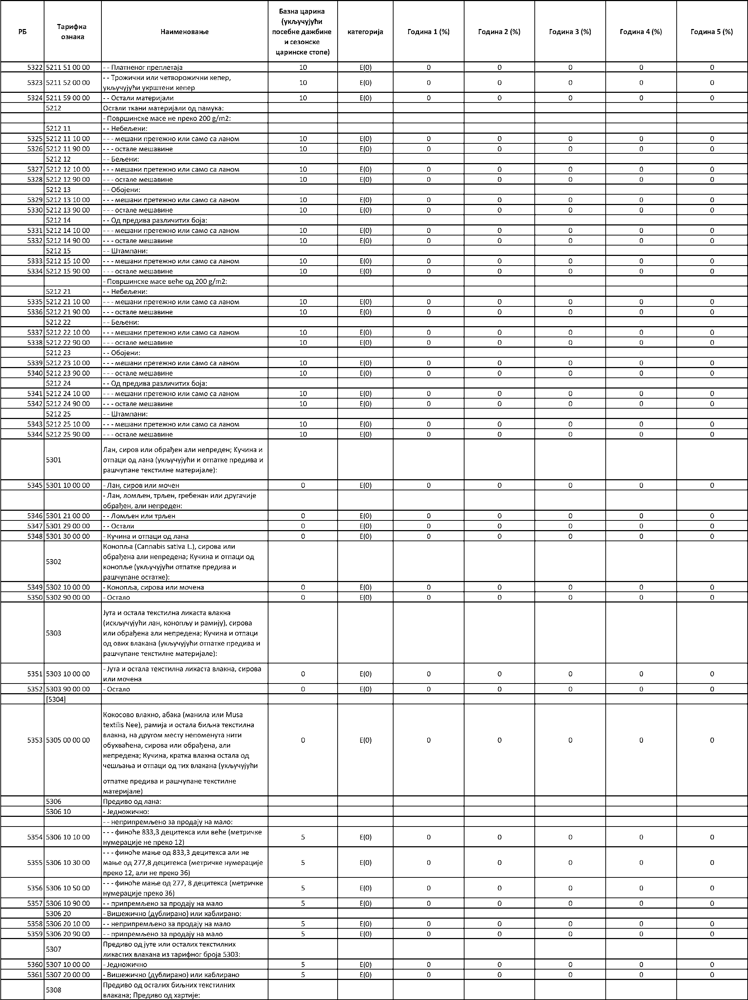 РБ Тарифна ознака Наименовање Базна царина (укључујући посебне дажбине и сезонске царинске стопе) категорија Година 1 (%) Година 2 (%) Година 3 (%) Година 4 (%) Година 5 (%)
5322 5211 51 00 00 - - Платненог преплетаја 10 E(0) 0 0 0 0 0
5323 5211 52 00 00 - - Трожични или четворожични кепер,
укључујући укрштени кепер 10 E(0) 0 0 0 0 0
5324 5211 59 00 00 - - Остали материјали 10 E(0) 0 0 0 0 0
5212 Остали ткани материјали од памука:
- Површинске масе не преко 200 g/m2:
5212 11 - - Небељени:
5325 5212 11 10 00 - - - мешани претежно или само са ланом 10 E(0) 0 0 0 0 0
5326 5212 11 90 00 - - - остале мешавине 10 E(0) 0 0 0 0 0
5212 12 - - Бељени:
5327 5212 12 10 00 - - - мешани претежно или само са ланом 10 E(0) 0 0 0 0 0
5328 5212 12 90 00 - - - остале мешавине 10 E(0) 0 0 0 0 0
5212 13 - - Обојени:
5329 5212 13 10 00 - - - мешани претежно или само са ланом 10 E(0) 0 0 0 0 0
5330 5212 13 90 00 - - - остале мешавине 10 E(0) 0 0 0 0 0
5212 14 - - Од предива различитих боја:
5331 5212 14 10 00 - - - мешани претежно или само са ланом 10 E(0) 0 0 0 0 0
5332 5212 14 90 00 - - - остале мешавине 10 E(0) 0 0 0 0 0
5212 15 - - Штампани:
5333 5212 15 10 00 - - - мешани претежно или само са ланом 10 E(0) 0 0 0 0 0
5334 5212 15 90 00 - - - остале мешавине 10 E(0) 0 0 0 0 0
- Површинске масе веће од 200 g/m2:
5212 21 - - Небељени:
5335 5212 21 10 00 - - - мешани претежно или само са ланом 10 E(0) 0 0 0 0 0
5336 5212 21 90 00 - - - остале мешавине 10 E(0) 0 0 0 0 0
5212 22 - - Бељени:
5337 5212 22 10 00 - - - мешани претежно или само са ланом 10 E(0) 0 0 0 0 0
5338 5212 22 90 00 - - - остале мешавине 10 E(0) 0 0 0 0 0
5212 23 - - Обојени:
5339 5212 23 10 00 - - - мешани претежно или само са ланом 10 E(0) 0 0 0 0 0
5340 5212 23 90 00 - - - остале мешавине 10 E(0) 0 0 0 0 0
5212 24 - - Од предива различитих боја:
5341 5212 24 10 00 - - - мешани претежно или само са ланом 10 E(0) 0 0 0 0 0
5342 5212 24 90 00 - - - остале мешавине 10 E(0) 0 0 0 0 0
5212 25 - - Штампани:
5343 5212 25 10 00 - - - мешани претежно или само са ланом 10 E(0) 0 0 0 0 0
5344 5212 25 90 00 - - - остале мешавине 10 E(0) 0 0 0 0 0
5301 Лан, сиров или обрађен али непреден; Кучина и
отпаци од лана (укључујући и отпатке предива и
рашчупане текстилне материјале):
5345 5301 10 00 00 - Лан, сиров или мочен 0 E(0) 0 0 0 0 0
- Лан, ломљен, трљен, гребенан или другачије
обрађен, али непреден:
5346 5301 21 00 00 - - Ломљен или трљен 0 E(0) 0 0 0 0 0
5347 5301 29 00 00 - - Остали 0 E(0) 0 0 0 0 0
5348 5301 30 00 00 - Кучина и отпаци од лана 0 E(0) 0 0 0 0 0
5302 Конопља (Cannabis sativa L.), сирова или
обрађена али непредена; Кучина и отпаци од
конопље (укључујући отпатке предива и
рашчупане остатке):
5349 5302 10 00 00 - Конопља, сирова или мочена 0 E(0) 0 0 0 0 0
5350 5302 90 00 00 - Остало 0 E(0) 0 0 0 0 0
5303 Јута и остала текстилна ликаста влакна
(искључујући лан, конопљу и рамију), сирова
или обрађена али непредена; Кучина и отпаци
од ових влакана (укључујући отпатке предива и
рашчупане текстилне материјале):
5351 5303 10 00 00 - Јута и остала текстилна ликаста влакна, сирова
или мочена 0 E(0) 0 0 0 0 0
5352 5303 90 00 00 - Остало 0 E(0) 0 0 0 0 0
[5304]
5353 5305 00 00 00 Кокосово влакно, абака (манила или Musa
textilis Nee), рамија и остала биљна текстилна
влакна, на другом месту непоменута нити
обухваћена, сирова или обрађена, али
непредена; Кучина, кратка влакна остала од
чешљања и отпаци од тих влакана (укључујући
отпатке предива и рашчупане текстилне
материјале) 0 E(0) 0 0 0 0 0
5306 Предиво од лана:
5306 10 - Једножично:
- - неприпремљено за продају на мало:
5354 5306 10 10 00 - - - финоће 833,3 децитекса или веће (метричке
нумерације не преко 12) 5 E(0) 0 0 0 0 0
5355 5306 10 30 00 - - - финоће мање од 833,3 децитекса али не
мање од 277,8 децитекса (метричке нумерације
преко 12, али не преко 36) 5 E(0) 0 0 0 0 0
5356 5306 10 50 00 - - - финоће мање од 277, 8 децитекса (метричке
нумерације преко 36) 5 E(0) 0 0 0 0 0
5357 5306 10 90 00 - - припремљено за продају на мало 5 E(0) 0 0 0 0 0
5306 20 - Вишежично (дублирано) или каблирано:
5358 5306 20 10 00 - - неприпремљено за продају на мало 5 E(0) 0 0 0 0 0
5359 5306 20 90 00 - - припремљено за продају на мало 5 E(0) 0 0 0 0 0
5307 Предиво од јуте или осталих текстилних
ликастих влакана из тарифног броја 5303:
5360 5307 10 00 00 - Једножично 5 E(0) 0 0 0 0 0
5361 5307 20 00 00 - Вишежично (дублирано) или каблирано 5 E(0) 0 0 0 0 0
5308 Предиво од осталих биљних текстилних
влакана; Предиво од хартије: